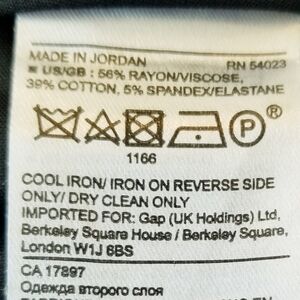 MADE IN JORDAN RN 54023
US/GB : 56% RAYON/VISCOSE,
39% COTTON, 5% SPANDEX/ELASTANE
P ®
1166
COOL IRON/ IRON ON REVERSE SIDE
ONLY/ DRY CLEAN ONLY
IMPORTED FOR: Gap (UK Holdings) Ltd,
Berkeley Square House / Berkeley Square,
London W1J 6BS
CA 17897
Одежда второго слоя